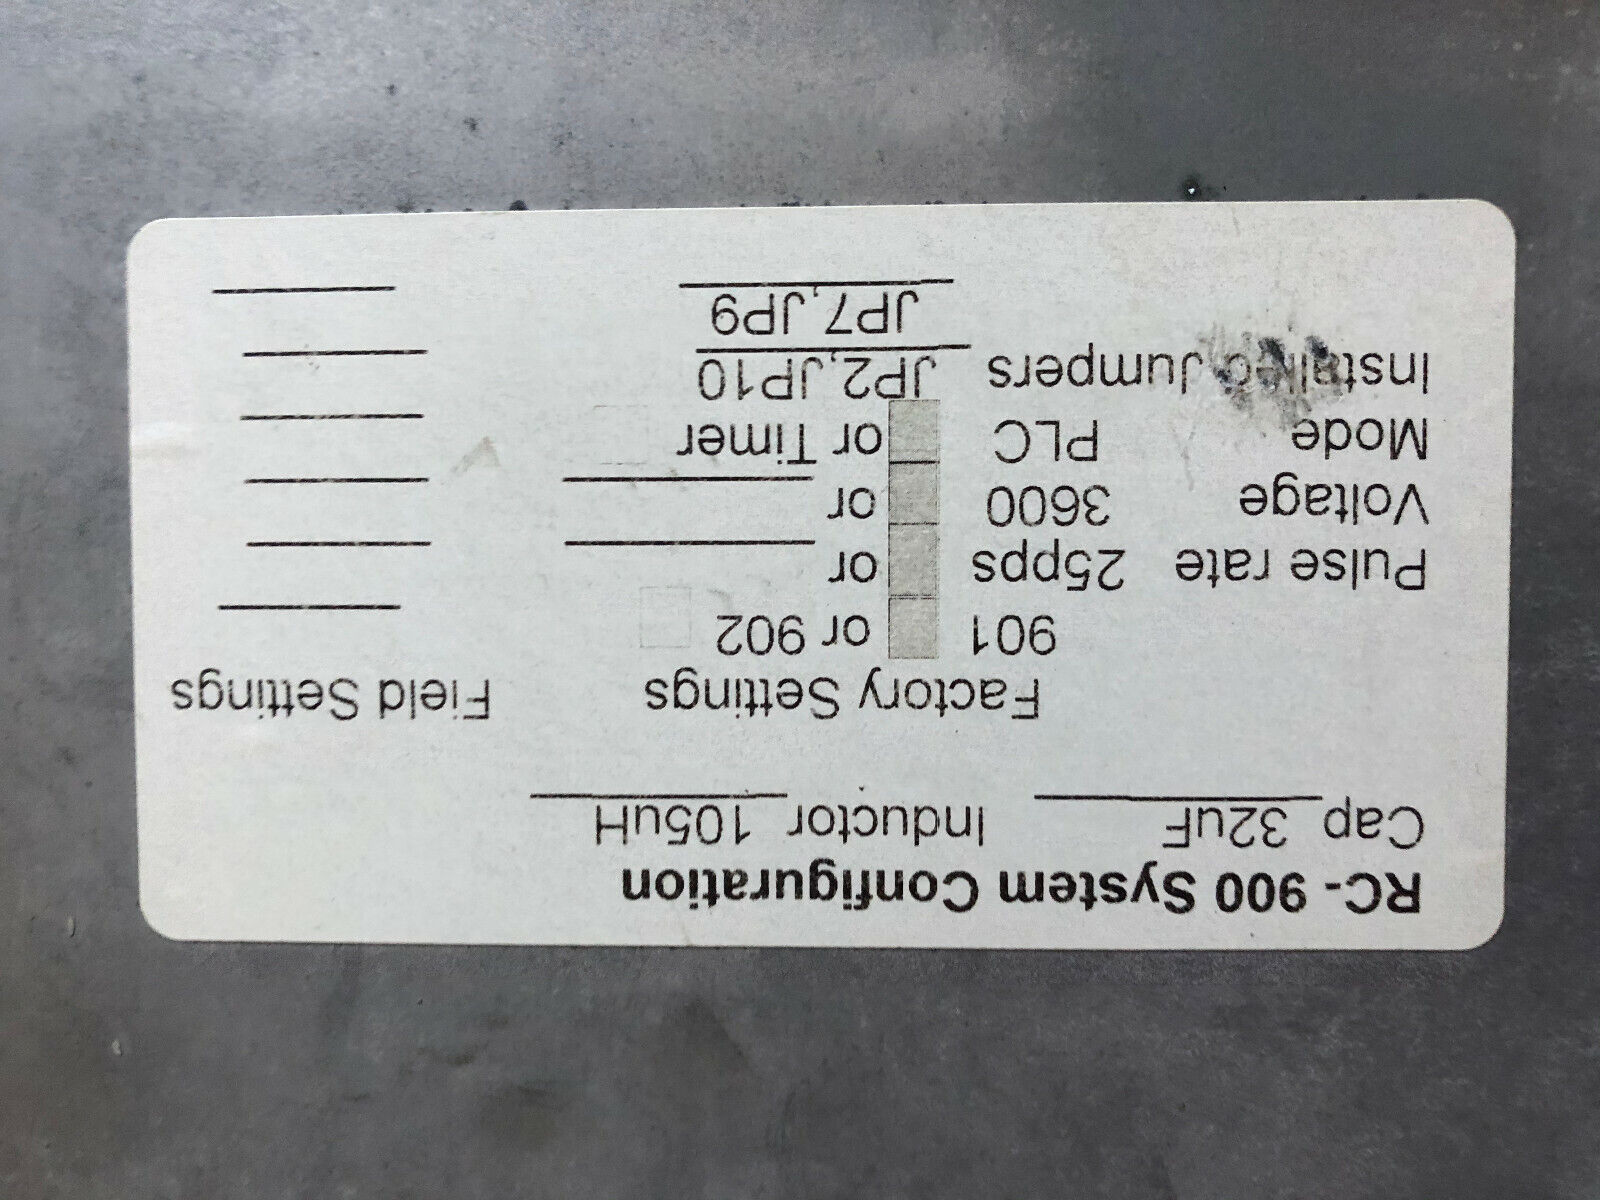 RC- 900 System Configuration
Cap 32uF Inductor 105uH
Factory Settings Field Settings
901 or 902
Pulse rate 25pps or
Voltage 3600 or
Mode PLC or Timer
Installed Jumpers JP2,JP10
JP7,JP9